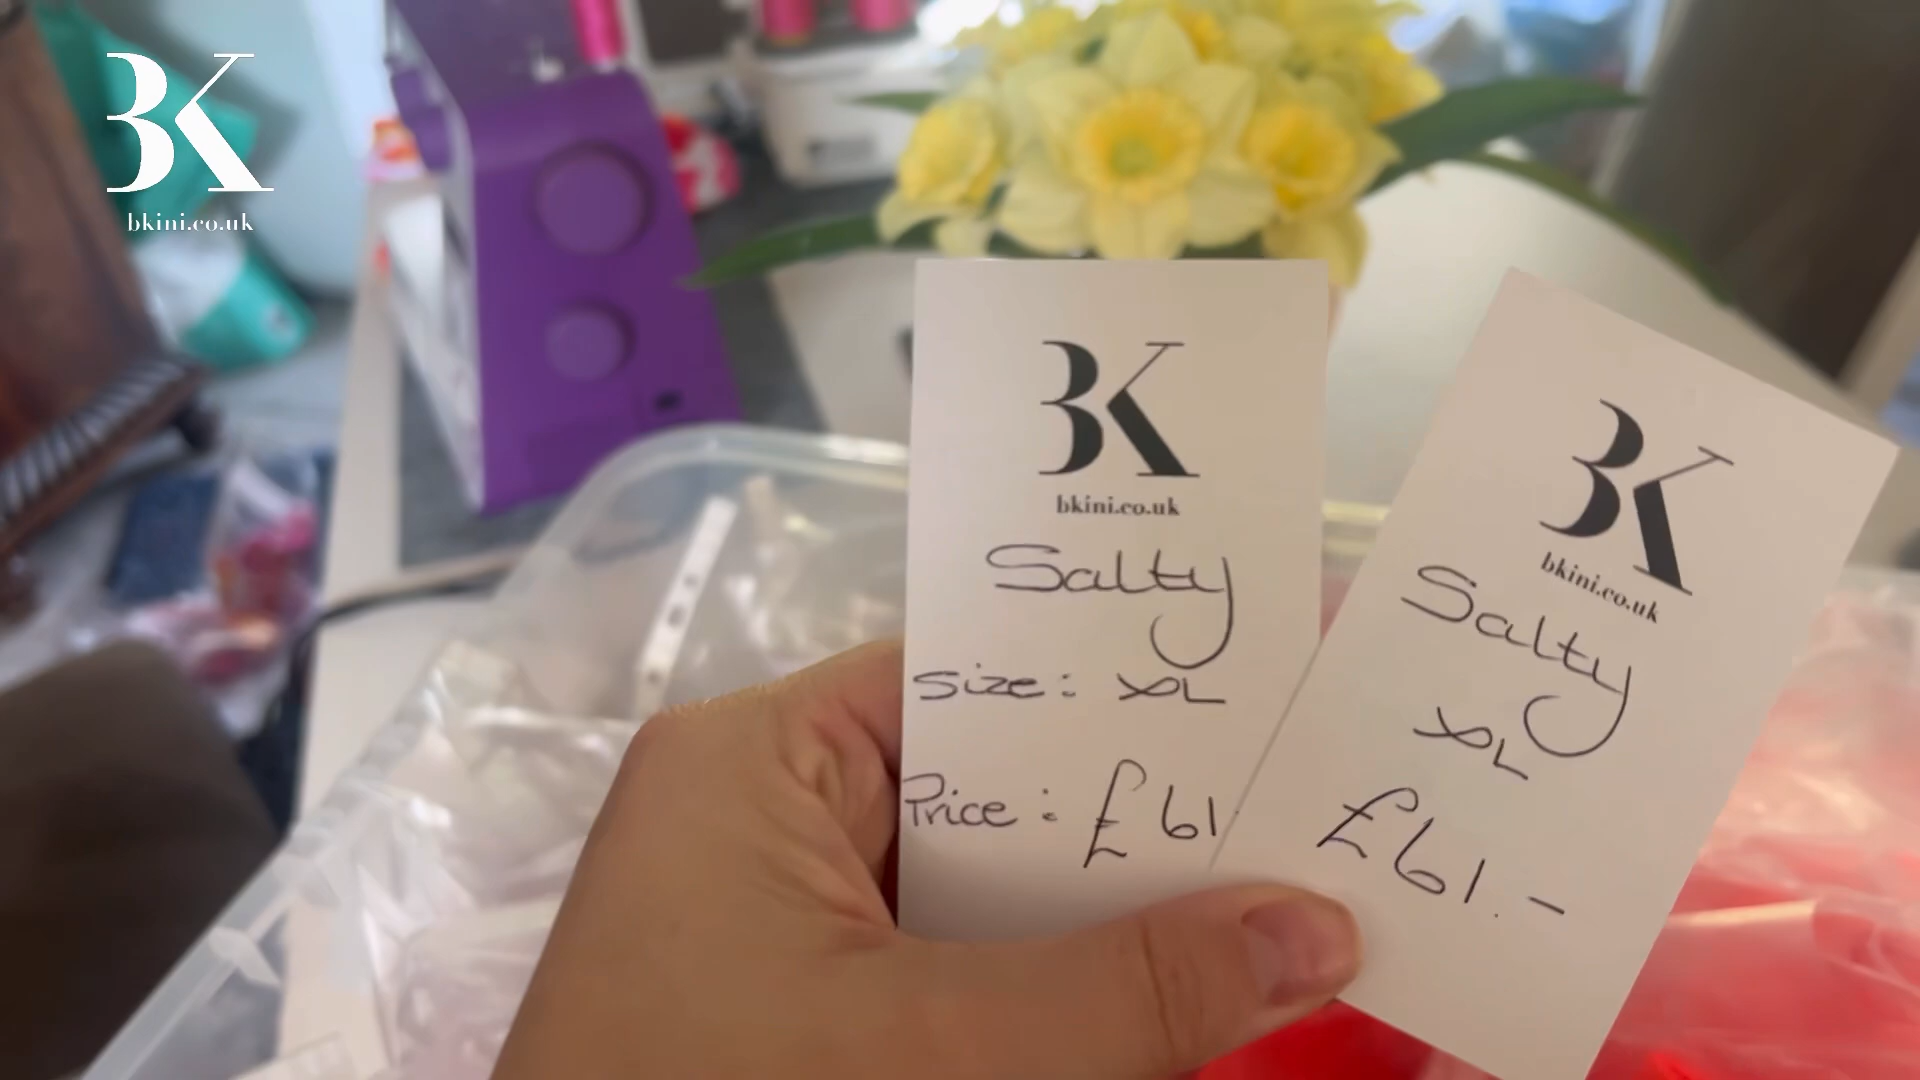 BK
bkini.co.uk
BK
bkini.co.uk
Salty
Size: XL
Price: £61
BK
bkini.co.uk
Salty
XL
£61.-